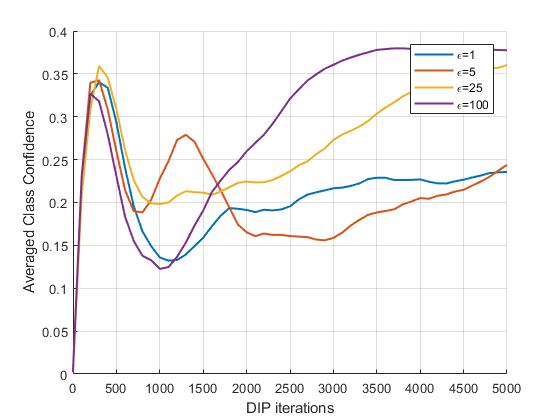 0.4
0.35
0.3
0.25
0.2
0.15
0.1
0.05
0
Averaged Class Confidence
ϵ=1
ϵ=5
ϵ=25
ϵ=100
0 500 1000 1500 2000 2500 3000 3500 4000 4500 5000
DIP iterations